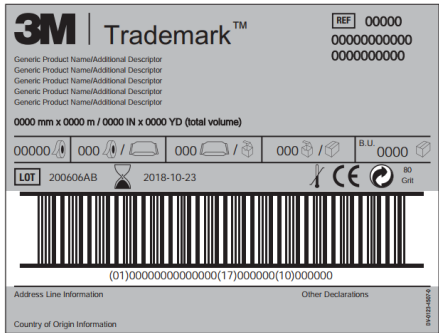 3M Trademark™
REF 00000
00000000000
0000000000
Generic Product Name/Additional Descriptor
Generic Product Name/Additional Descriptor
Generic Product Name/Additional Descriptor
Generic Product Name/Additional Descriptor
Generic Product Name/Additional Descriptor
0000 mm x 0000 m / 0000 IN x 0000 YD (total volume)
00000 000 / 000 / 000 / B.U. 0000
LOT 200606AB 2018-10-23 CE 80
Grit
(01)00000000000000(17)000000(10)000000
Address Line Information Other Declarations
Country of Origin Information